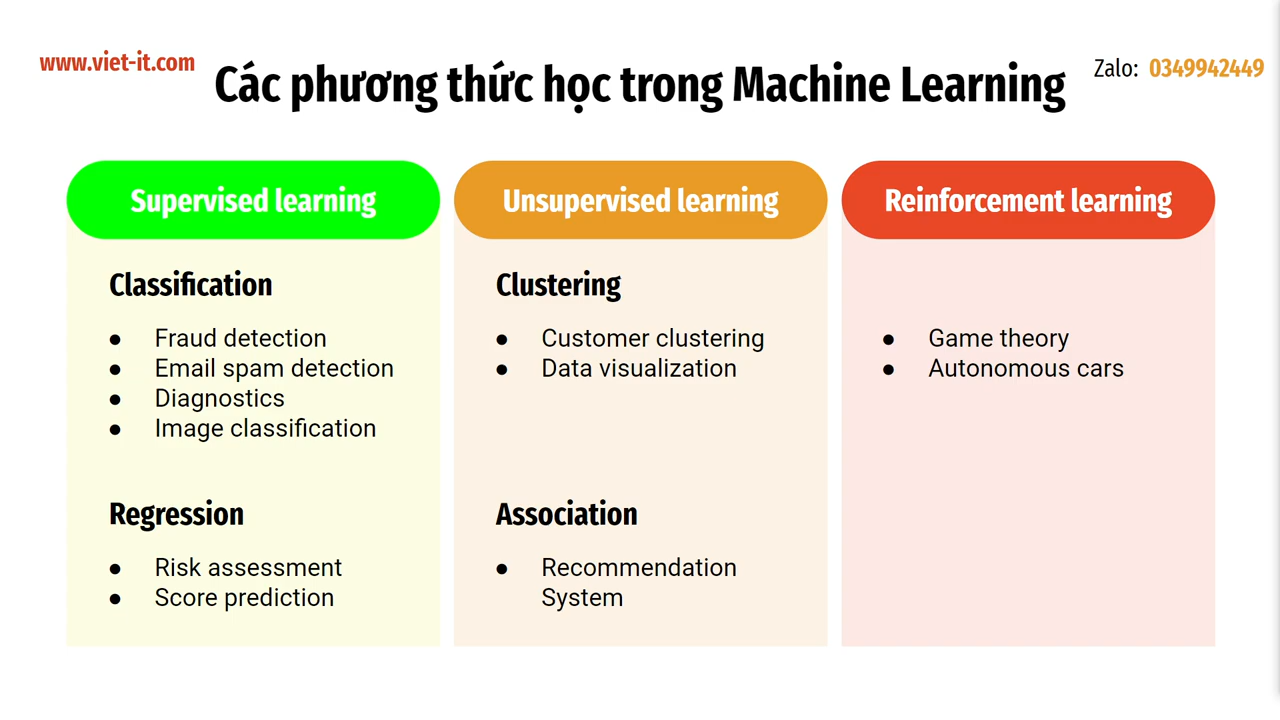 www.viet-it.com
Các phương thức học trong Machine Learning
Zalo: 0349942449
Supervised learning
Classification
● Fraud detection
● Email spam detection
● Diagnostics
● Image classification
Regression
● Risk assessment
● Score prediction
Unsupervised learning
Clustering
● Customer clustering
● Data visualization
Association
● Recommendation
System
Reinforcement learning
● Game theory
● Autonomous cars